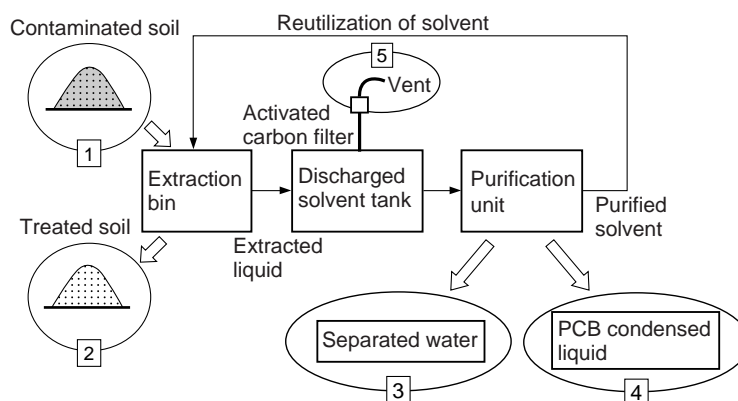 Contaminated soil
Reutilization of solvent
5
Vent
Activated
carbon filter
1
Extraction
bin
Discharged
solvent tank
Purification
unit
Purified
solvent
Treated soil
Extracted
liquid
2
Separated water
3
PCB condensed
liquid
4